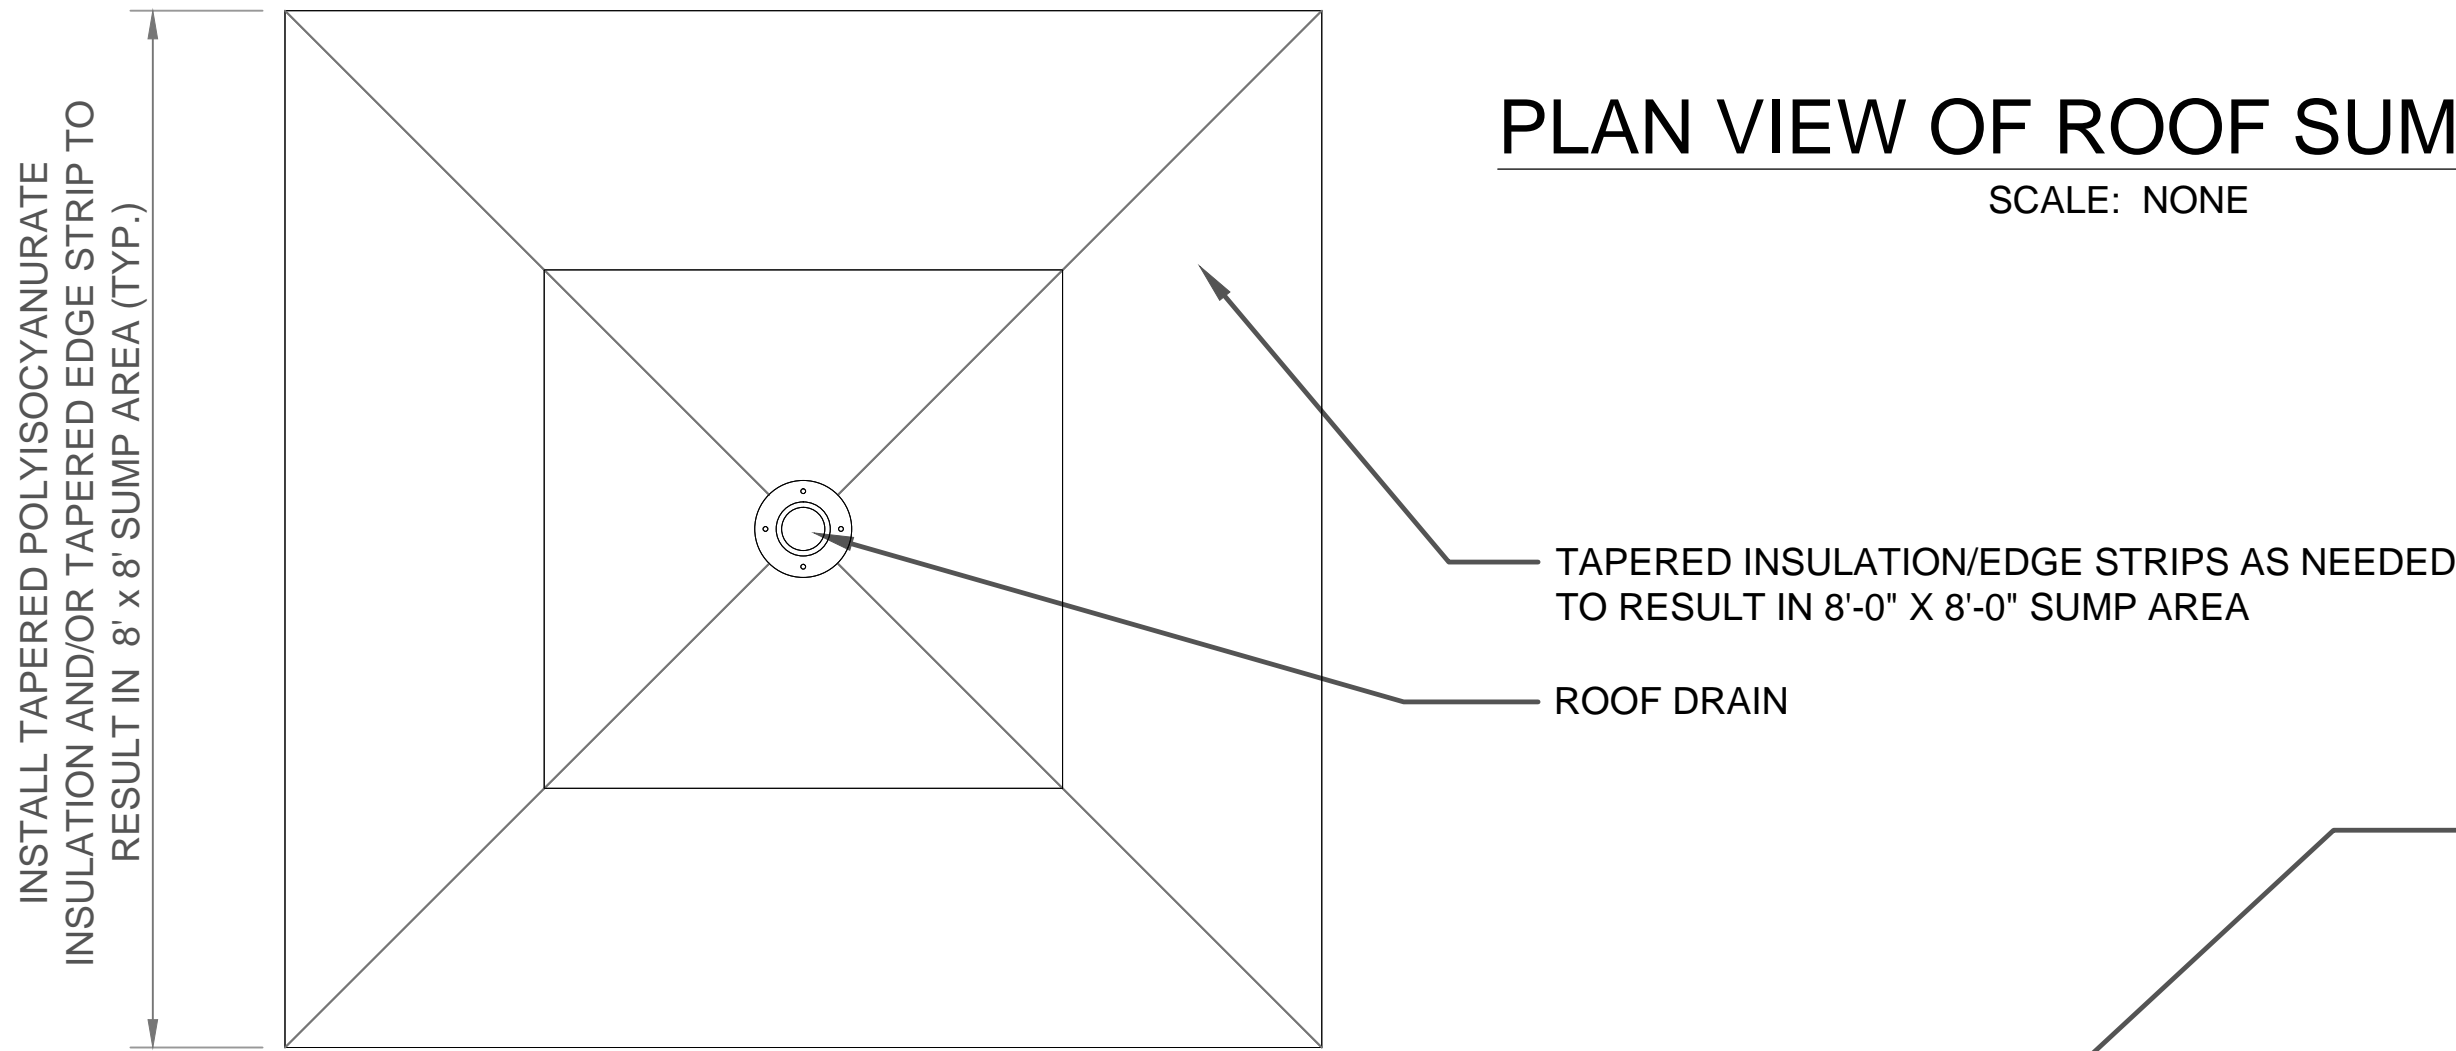 INSTALL TAPERED POLYISOCYANURATE
INSULATION AND/OR TAPERED EDGE STRIP TO
RESULT IN 8' x 8' SUMP AREA (TYP.)
PLAN VIEW OF ROOF SUM
SCALE: NONE
TAPERED INSULATION/EDGE STRIPS AS NEEDED
TO RESULT IN 8'-0" X 8'-0" SUMP AREA
ROOF DRAIN